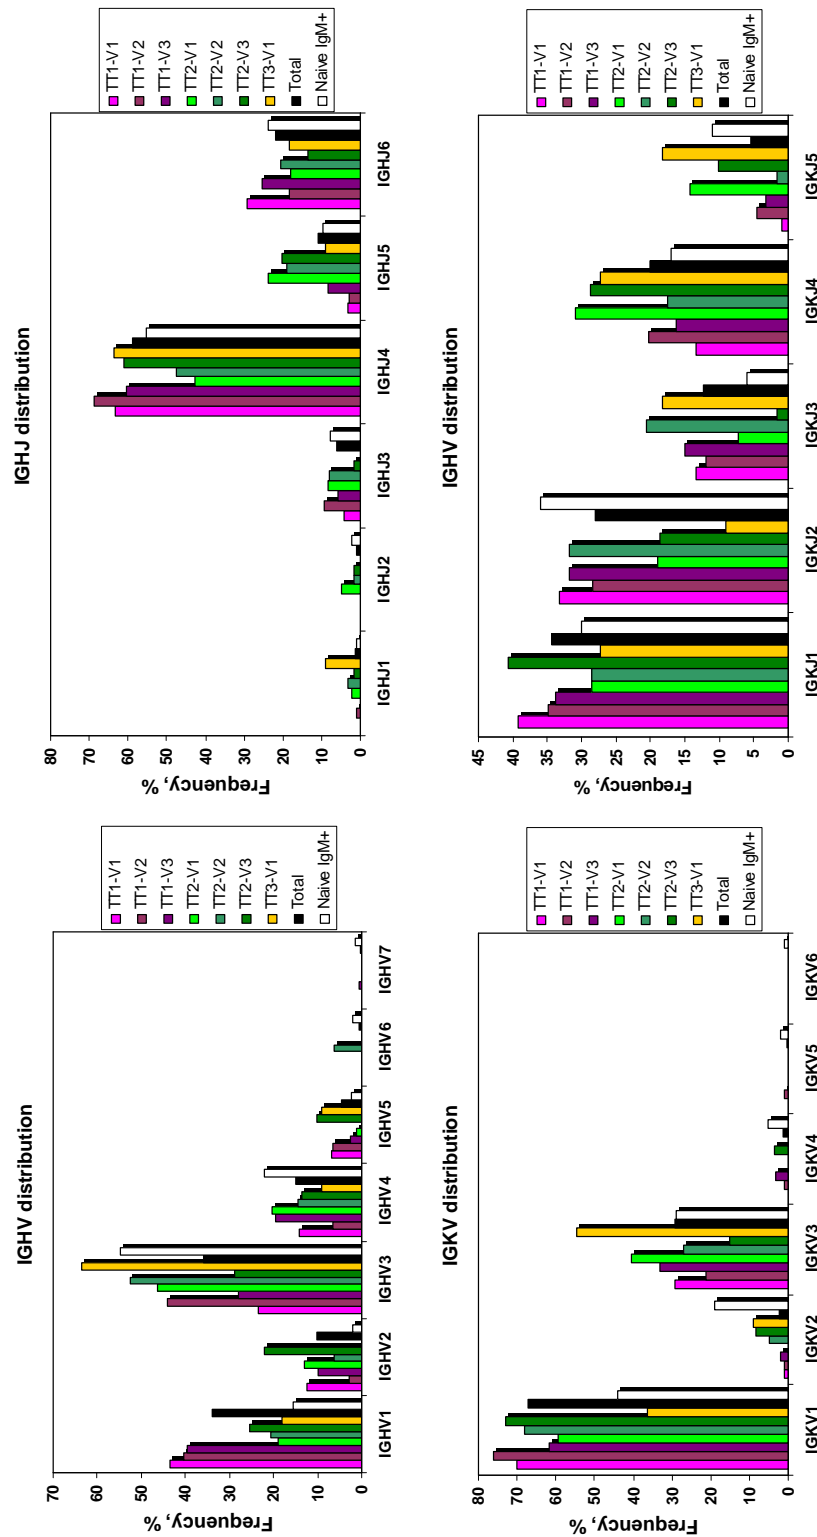 IGHV distribution
Frequency, %
70
60
50
40
30
20
10
0
IGHV1
IGHV2
IGHV3
IGHV4
IGHV5
IGHV6
IGHV7
TT1-V1
TT1-V2
TT1-V3
TT2-V1
TT2-V2
TT2-V3
TT3-V1
Total
Naive IgM+
IGHJ distribution
Frequency, %
80
70
60
50
40
30
20
10
0
IGHJ1
IGHJ2
IGHJ3
IGHJ4
IGHJ5
IGHJ6
TT1-V1
TT1-V2
TT1-V3
TT2-V1
TT2-V2
TT2-V3
TT3-V1
Total
Naive IgM+
IGKV distribution
Frequency, %
80
70
60
50
40
30
20
10
0
IGKV1
IGKV2
IGKV3
IGKV4
IGKV5
IGKV6
TT1-V1
TT1-V2
TT1-V3
TT2-V1
TT2-V2
TT2-V3
TT3-V1
Total
Naive IgM+
IGHV distribution
Frequency, %
45
40
35
30
25
20
15
10
5
0
IGKJ1
IGKJ2
IGKJ3
IGKJ4
IGKJ5
TT1-V1
TT1-V2
TT1-V3
TT2-V1
TT2-V2
TT2-V3
TT3-V1
Total
Naive IgM+